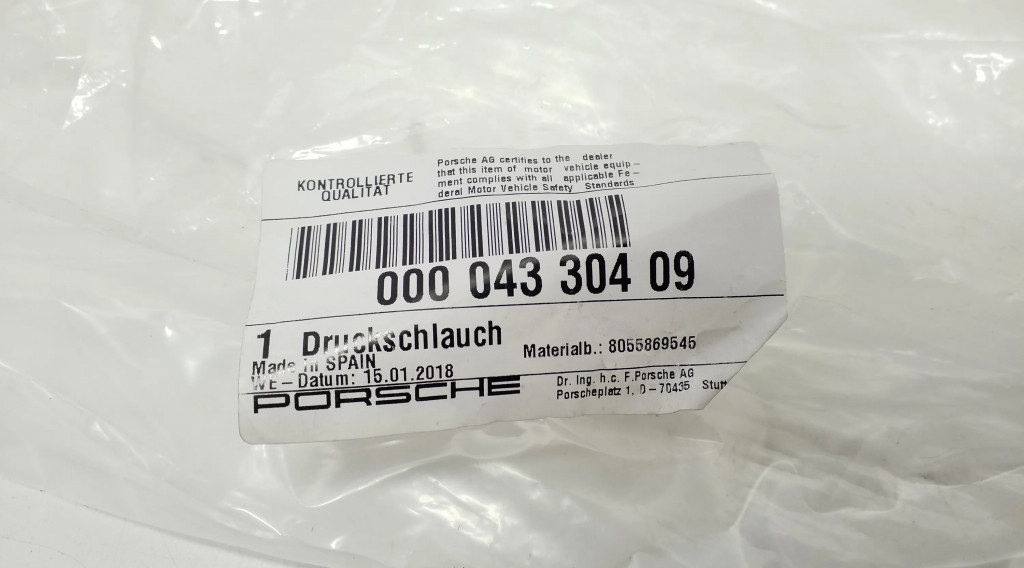 KONTROLLIERTE
QUALITÄT
Porsche AG certifies to the dealer
that this item of motor vehicle equip-
ment complies with all applicable Fe-
deral Motor Vehicle Safety Standards
000 043 304 09
1 Druckschlauch
Made in SPAIN
Materialb.: 8055869545
WE-Datum: 15.01.2018
PORSCHE
Dr. Ing. h.c. F.Porsche AG
Porscheplatz 1, D-70435 Stutt